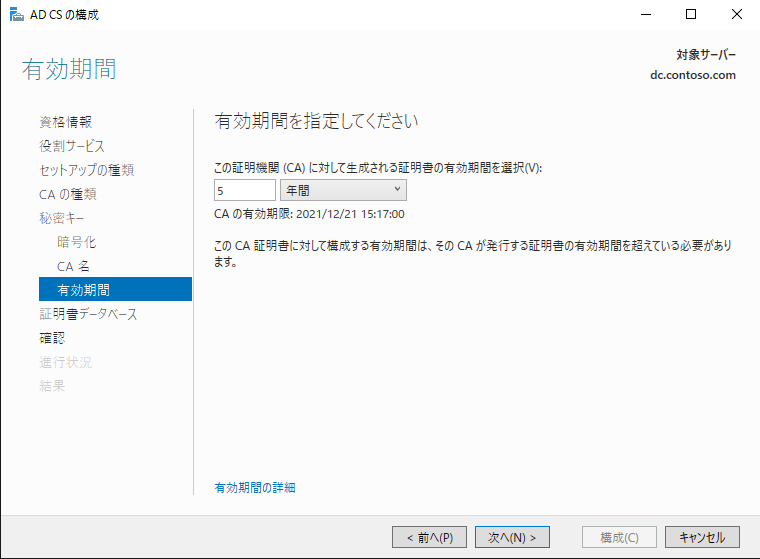 AD CS の構成
有効期間
対象サーバー
dc.contoso.com
資格情報
役割サービス
セットアップの種類
CA の種類
秘密キー
暗号化
CA 名
有効期間
証明書データベース
確認
進行状況
結果
有効期間を指定してください
この証明機関 (CA) に対して生成される証明書の有効期間を選択(V):
5 年間
CA の有効期限: 2021/12/21 15:17:00
この CA 証明書に対して構成する有効期間は、その CA が発行する証明書の有効期間を超えている必要があり
ます。
有効期間の詳細
< 前へ(P) 次へ(N) > 構成(C) キャンセル